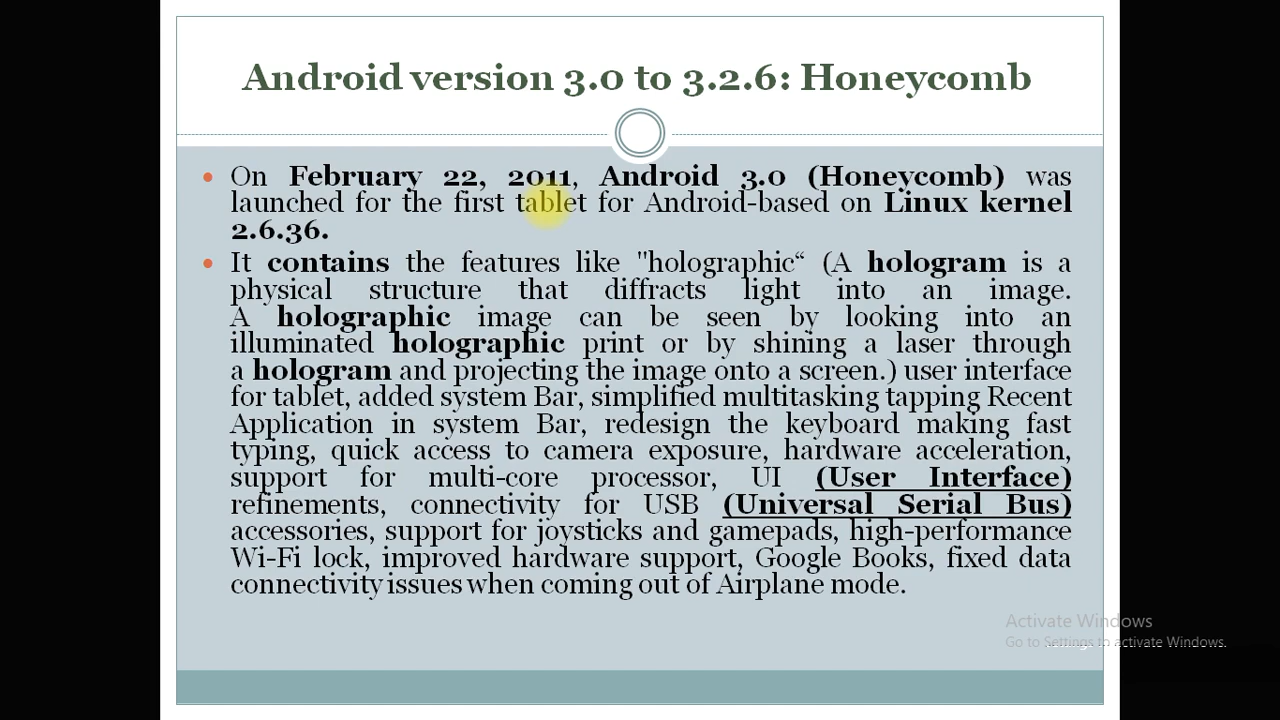 Android version 3.0 to 3.2.6: Honeycomb
• On February 22, 2011, Android 3.0 (Honeycomb) was
launched for the first tablet for Android-based on Linux kernel
2.6.36.
• It contains the features like "holographic“ (A hologram is a
physical structure that diffracts light into an image.
A holographic image can be seen by looking into an
illuminated holographic print or by shining a laser through
a hologram and projecting the image onto a screen.) user interface
for tablet, added system Bar, simplified multitasking tapping Recent
Application in system Bar, redesign the keyboard making fast
typing, quick access to camera exposure, hardware acceleration,
support for multi-core processor, UI (User Interface)
refinements, connectivity for USB (Universal Serial Bus)
accessories, support for joysticks and gamepads, high-performance
Wi-Fi lock, improved hardware support, Google Books, fixed data
connectivity issues when coming out of Airplane mode.
Activate Windows
Go to Settings to activate Windows.